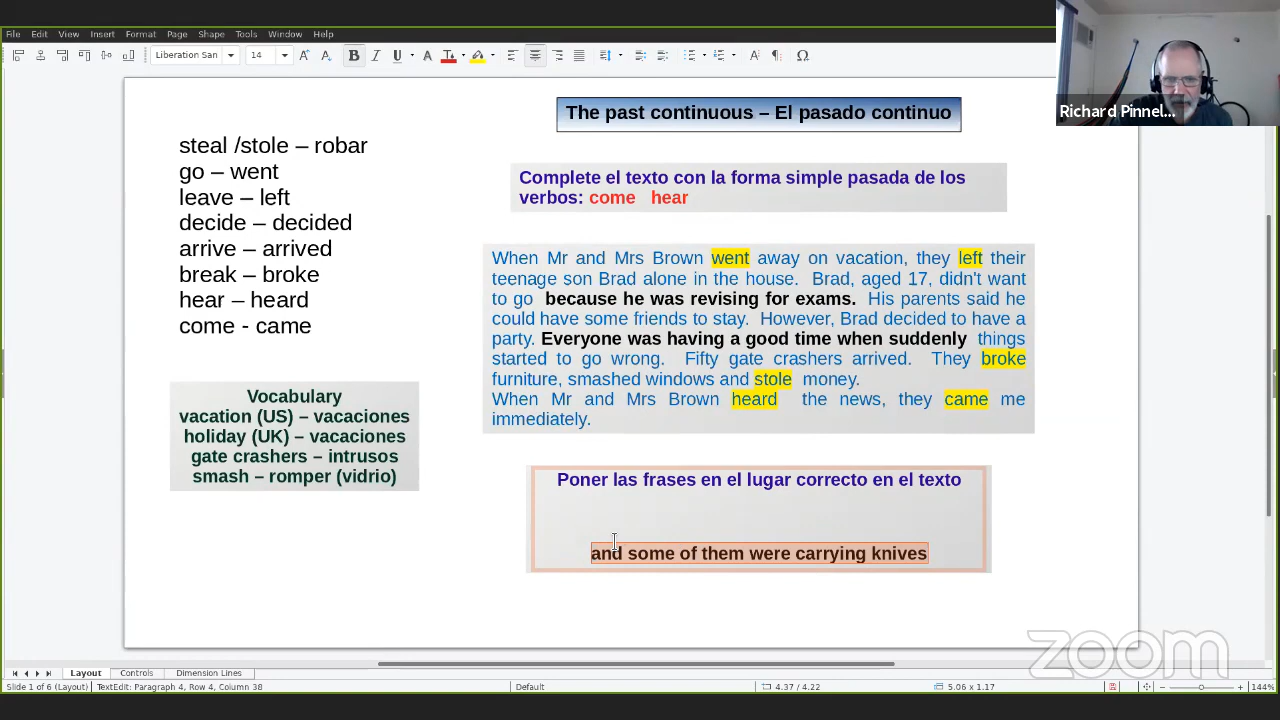 File Edit View Insert Format Page Shape Tools Window Help
Liberation San 14
Richard Pinnel...
The past continuous – El pasado continuo
steal /stole – robar
go – went
leave – left
decide – decided
arrive – arrived
break – broke
hear – heard
come - came
Complete el texto con la forma simple pasada de los
verbos: come hear
When Mr and Mrs Brown went away on vacation, they left their
teenage son Brad alone in the house. Brad, aged 17, didn't want
to go because he was revising for exams. His parents said he
could have some friends to stay. However, Brad decided to have a
party. Everyone was having a good time when suddenly things
started to go wrong. Fifty gate crashers arrived. They broke
furniture, smashed windows and stole money.
When Mr and Mrs Brown heard the news, they came me
immediately.
Vocabulary
vacation (US) – vacaciones
holiday (UK) – vacaciones
gate crashers – intrusos
smash – romper (vidrio)
Poner las frases en el lugar correcto en el texto
and some of them were carrying knives
zoom
Layout Controls Dimension Lines
Slide 1 of 6 (Layout) TextEdit: Paragraph 4, Row 4, Column 38 Default 4.37 / 4.22 5.06 x 1.17 144%